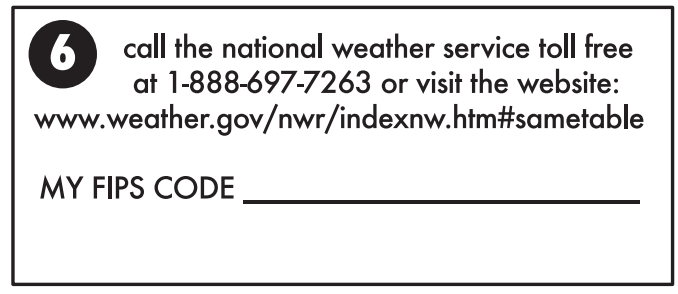 6 call the national weather service toll free
at 1-888-697-7263 or visit the website:
www.weather.gov/nwr/indexnw.htm#sametable
MY FIPS CODE